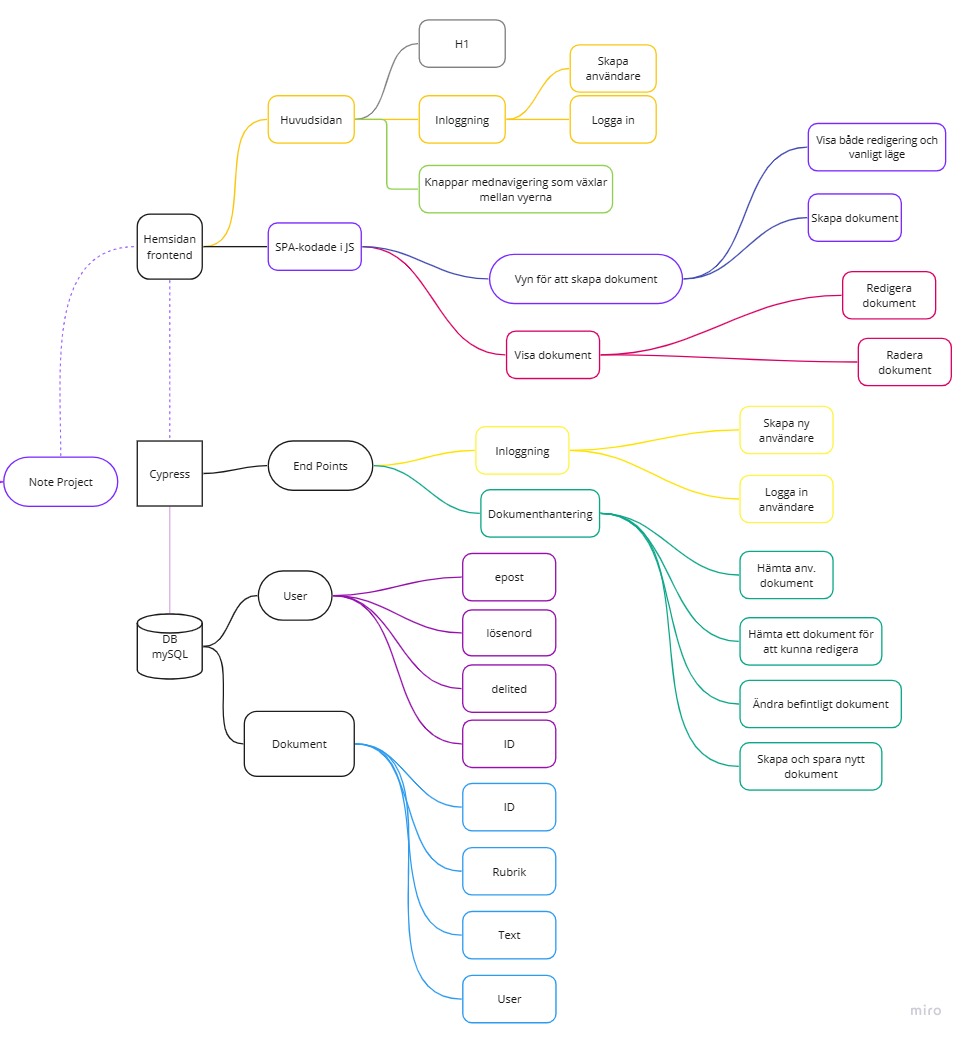 H1
Skapa
användare
Huvudsidan
Inloggning
Logga in
Knappar mednavigering som växlar
mellan vyerna
Visa både redigering och
vanligt läge
Skapa dokument
Hemsidan
frontend
SPA-kodade i JS
Vyn för att skapa dokument
Redigera
dokument
Visa dokument
Radera
dokument
Note Project
Cypress
End Points
Inloggning
Skapa ny
användare
Logga in
användare
Dokumenthantering
Hämta anv.
dokument
Hämta ett dokument för
att kunna redigera
Ändra befintligt dokument
Skapa och spara nytt
dokument
DB
mySQL
User
epost
lösenord
delited
ID
Dokument
ID
Rubrik
Text
User
miro